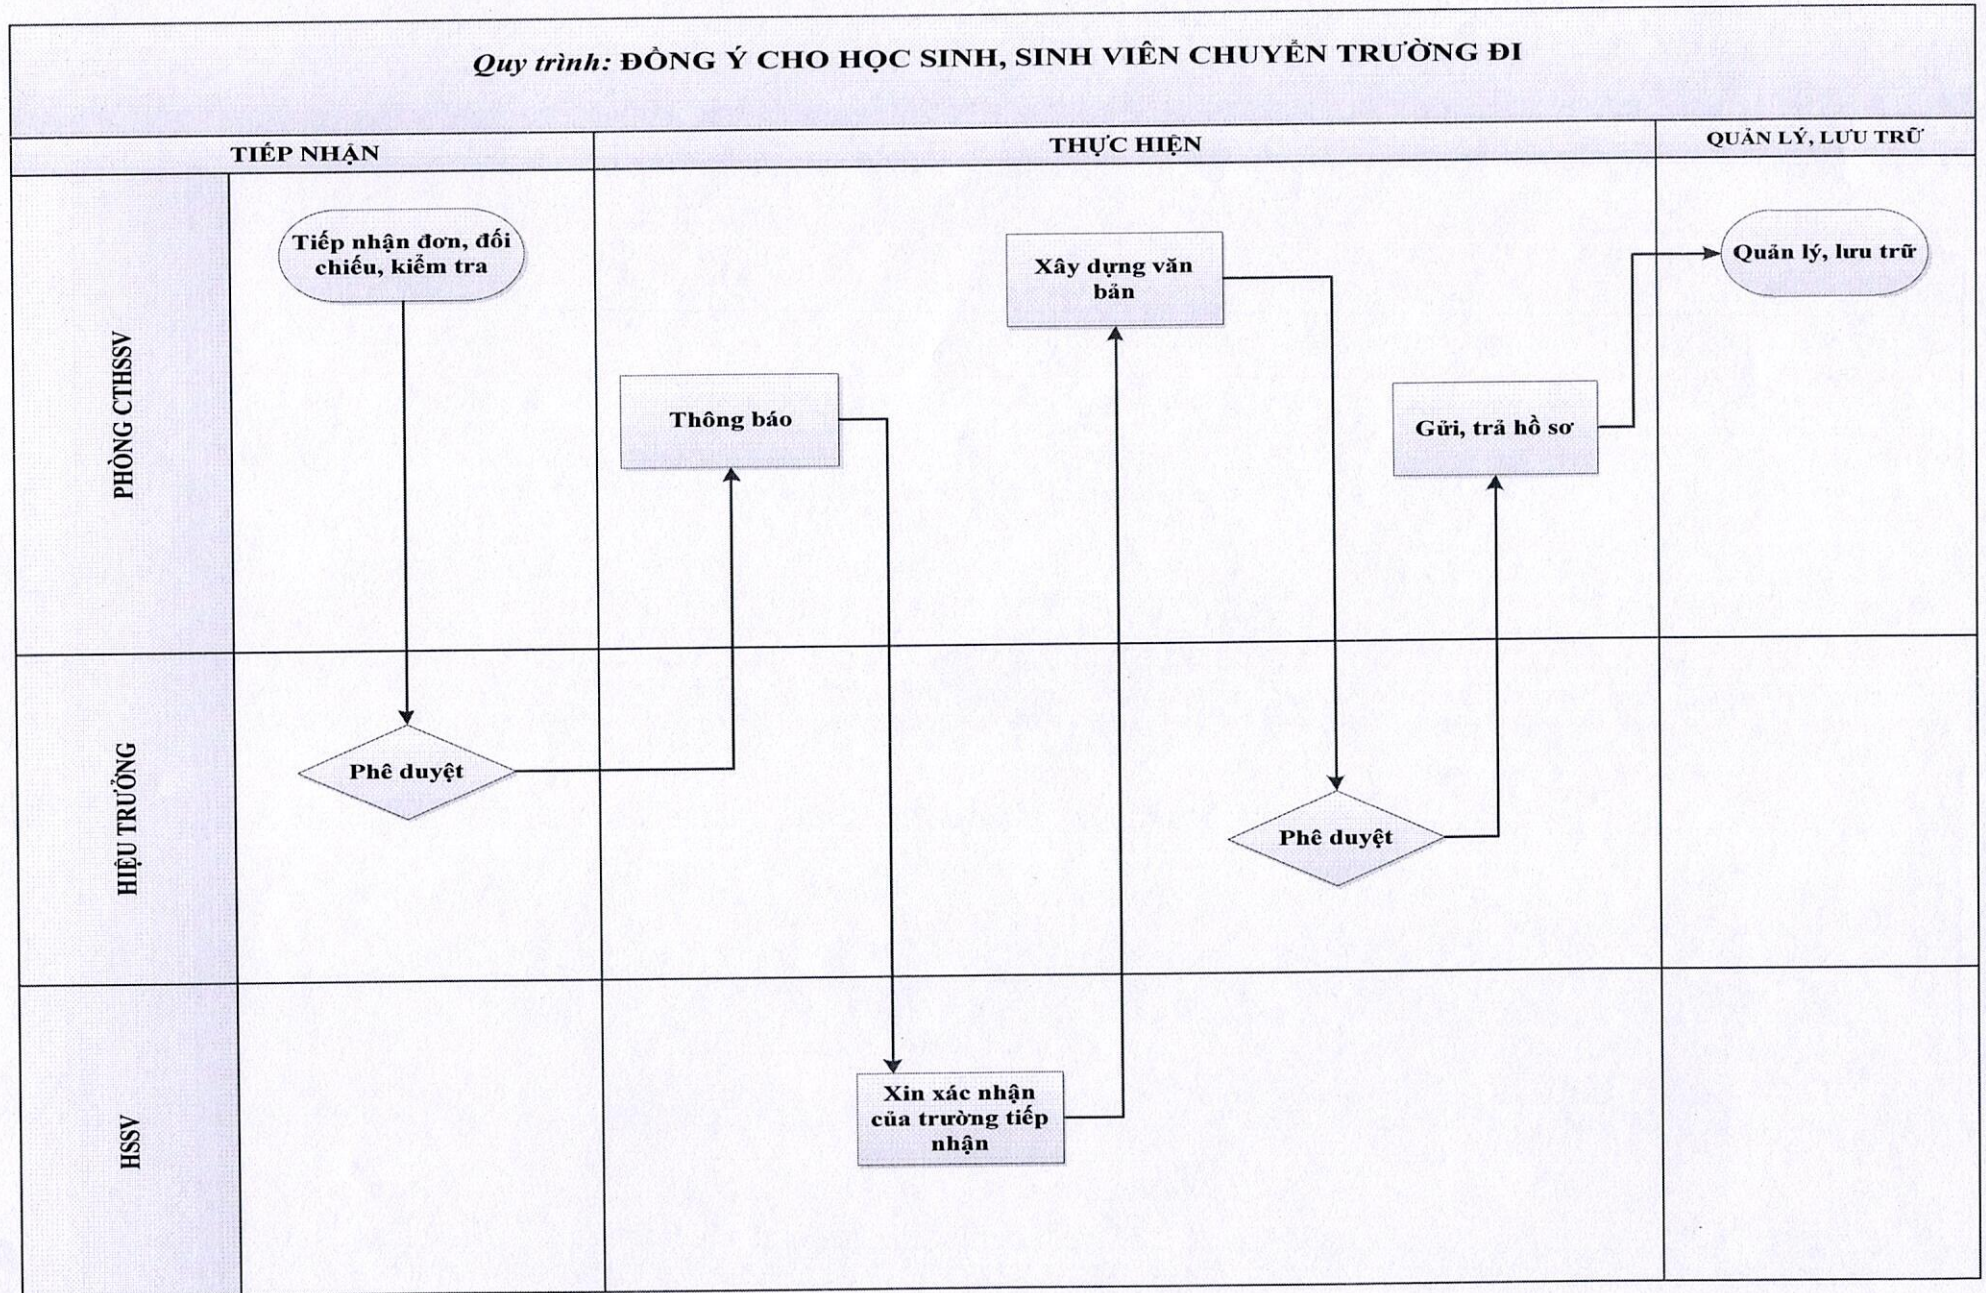 Quy trình: ĐỒNG Ý CHO HỌC SINH, SINH VIÊN CHUYỂN TRƯỜNG ĐI
TIẾP NHẬN
THỰC HIỆN
QUẢN LÝ, LƯU TRỮ
PHÒNG CTHSSV
Tiếp nhận đơn, đối
chiếu, kiểm tra
Thông báo
Xây dựng văn
bản
Gửi, trả hồ sơ
Quản lý, lưu trữ
HIỆU TRƯỞNG
Phê duyệt
Phê duyệt
HSSV
Xin xác nhận
của trường tiếp
nhận